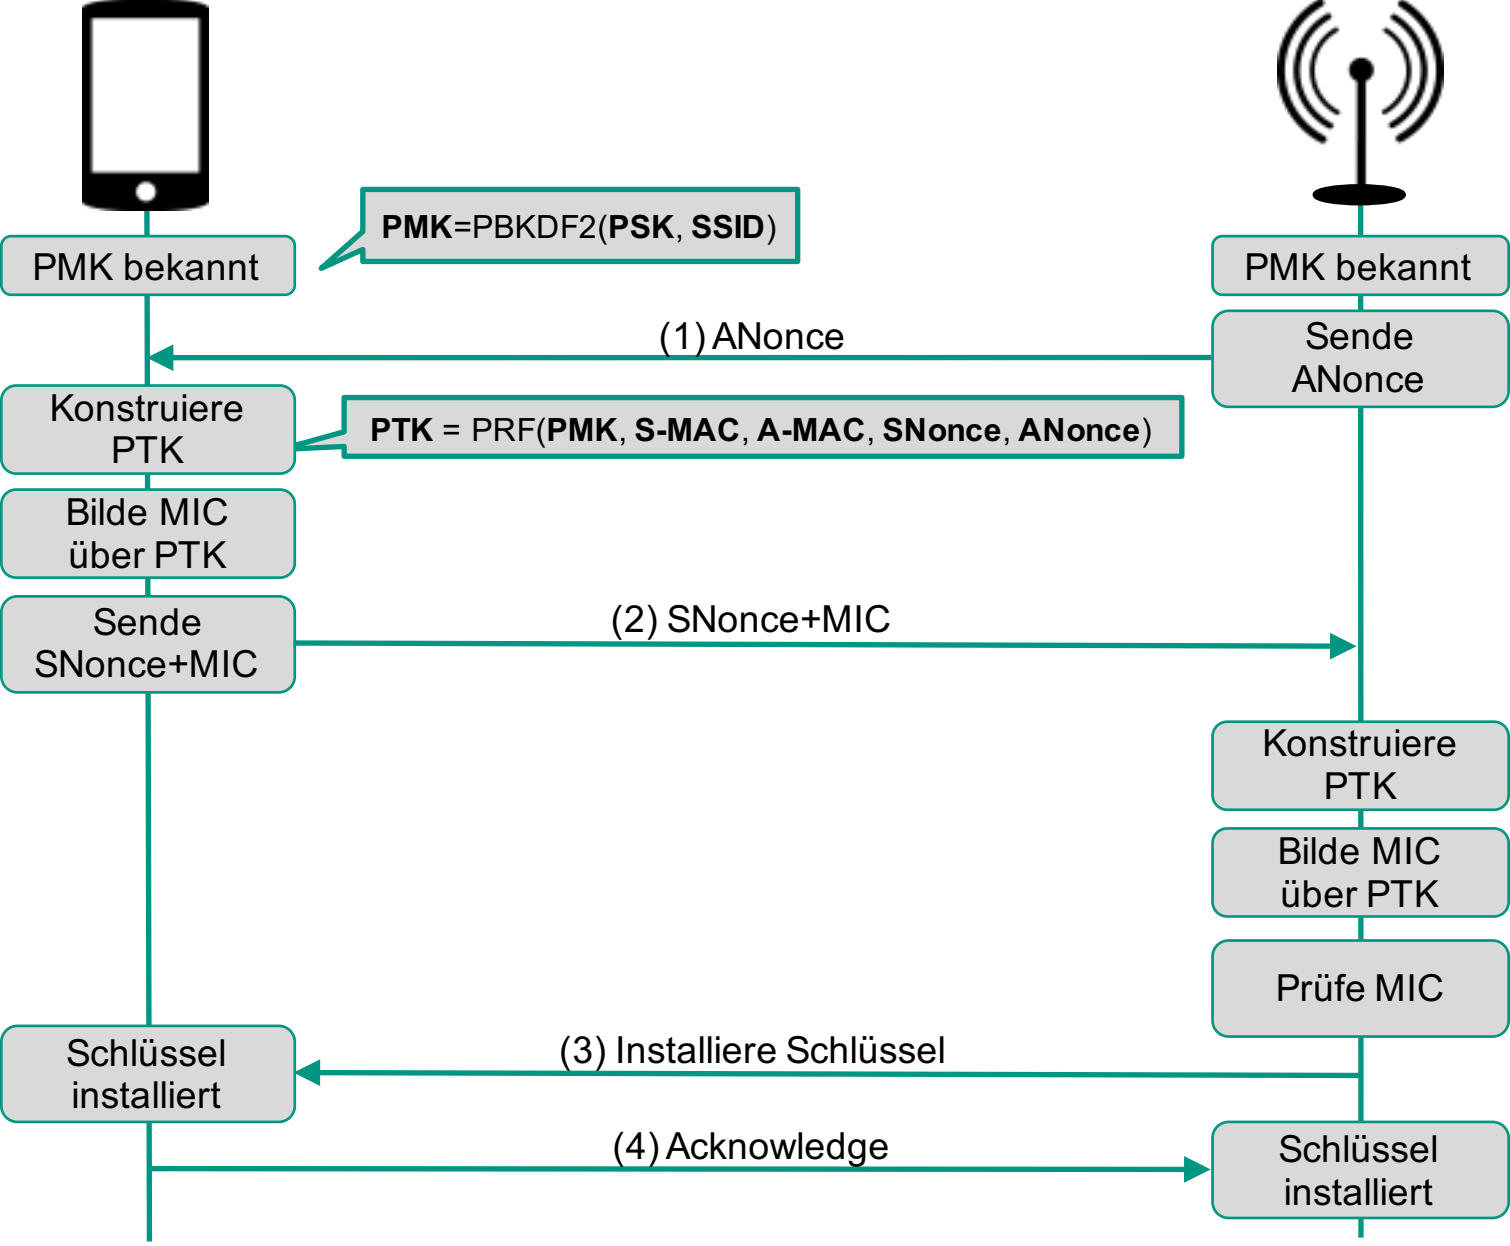 PMK=PBKDF2(PSK, SSID)
PMK bekannt
PMK bekannt
(1) ANonce
Sende
ANonce
Konstruiere
PTK
PTK = PRF(PMK, S-MAC, A-MAC, SNonce, ANonce)
Bilde MIC
über PTK
Sende
SNonce+MIC
(2) SNonce+MIC
Konstruiere
PTK
Bilde MIC
über PTK
Prüfe MIC
Schlüssel
installiert
(3) Installiere Schlüssel
(4) Acknowledge
Schlüssel
installiert